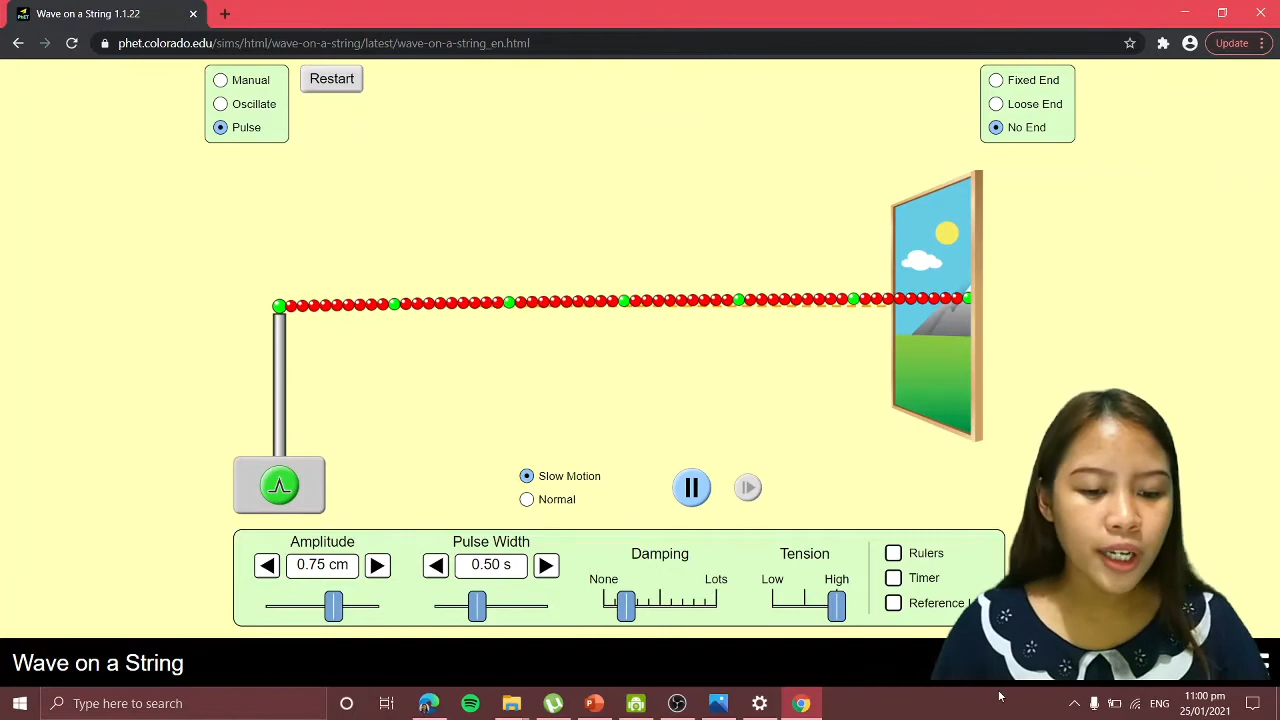 Wave on a String 1.22
phet.colorado.edu/sims/html/wave-on-a-string/latest/wave-on-a-string_en.html
Update
Manual
Oscillate
Pulse
Restart
Fixed End
Loose End
No End
Slow Motion
Normal
Amplitude
0.75 cm
Pulse Width
0.50 s
Damping
None
Lots
Tension
Low
High
Rulers
Timer
Reference
Wave on a String
Type here to search
ENG
11:00 pm
25/01/2021